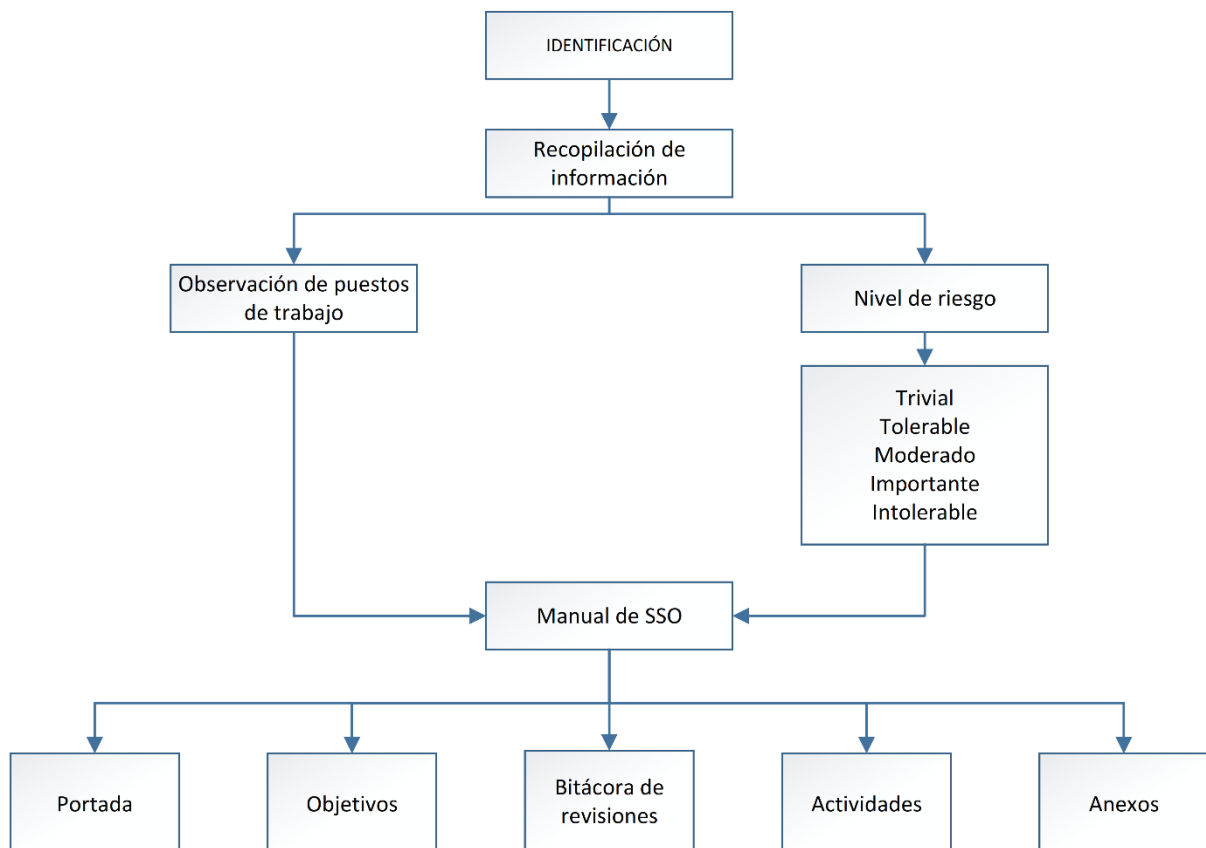 IDENTIFICACIÓN
Recopilación de
información
Observación de puestos
de trabajo
Nivel de riesgo
Trivial
Tolerable
Moderado
Importante
Intolerable
Manual de SSO
Portada
Objetivos
Bitácora de
revisiones
Actividades
Anexos